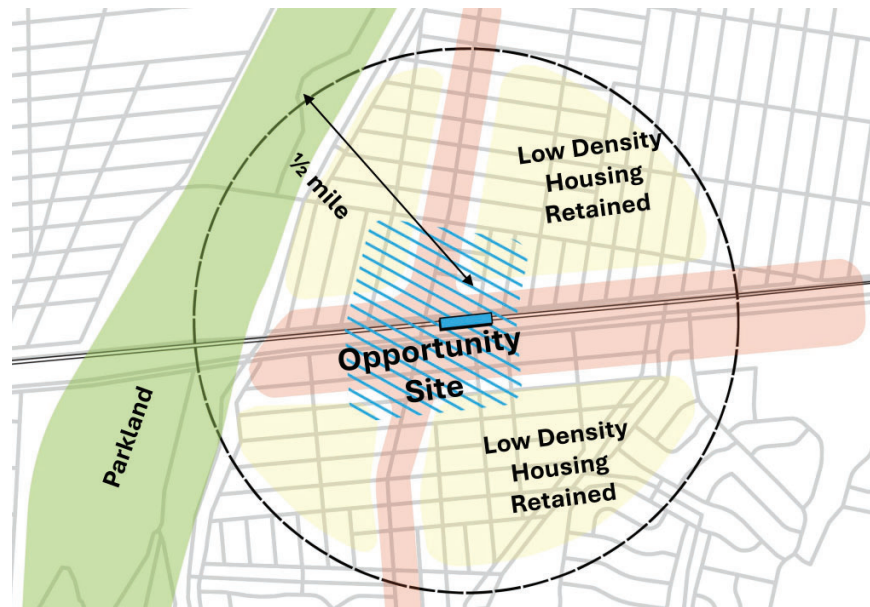 Low Density
Housing
Retained
½ mile
Opportunity
Site
Parkland
Low Density
Housing
Retained